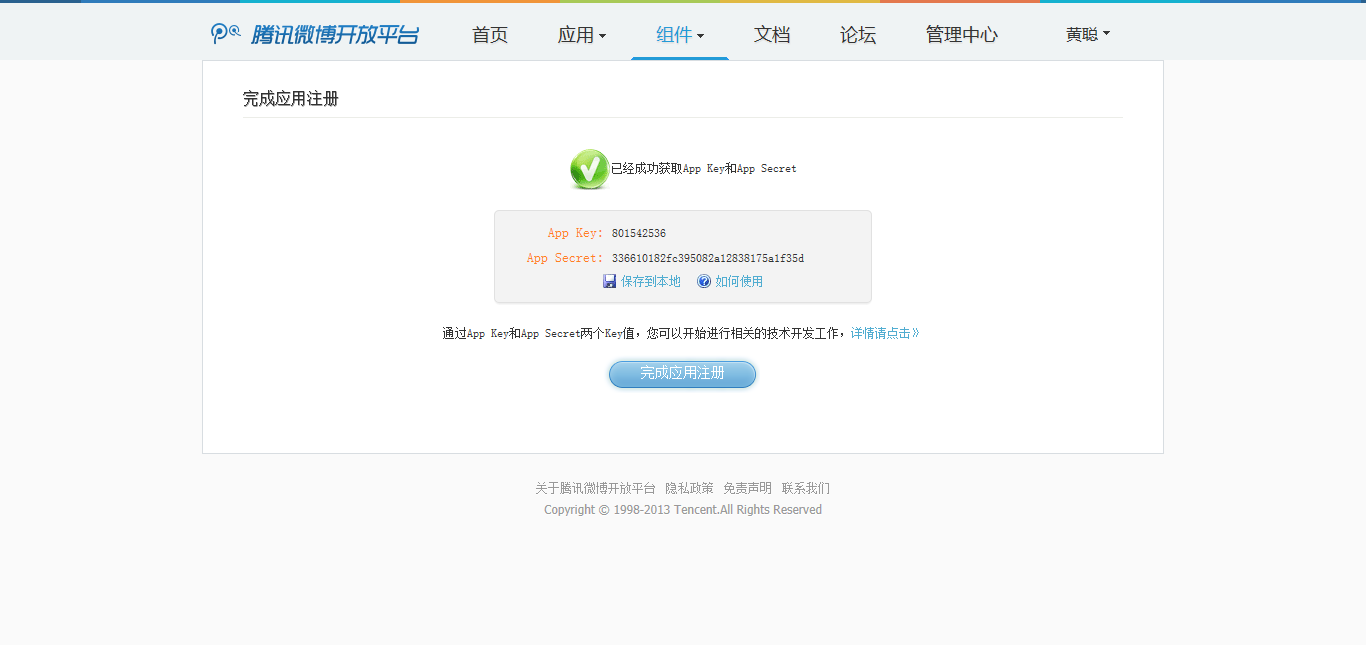 腾讯微博开放平台 首页 应用 组件 文档 论坛 管理中心 黄聪
完成应用注册
已经成功获取App Key和App Secret
App Key: 801542536
App Secret: 336610182fc395082a12838175a1f35d
保存到本地 如何使用
通过App Key和App Secret两个Key值，您可以开始进行相关的技术开发工作，详情请点击》
完成应用注册
关于腾讯微博开放平台 隐私政策 免责声明 联系我们
Copyright © 1998-2013 Tencent.All Rights Reserved